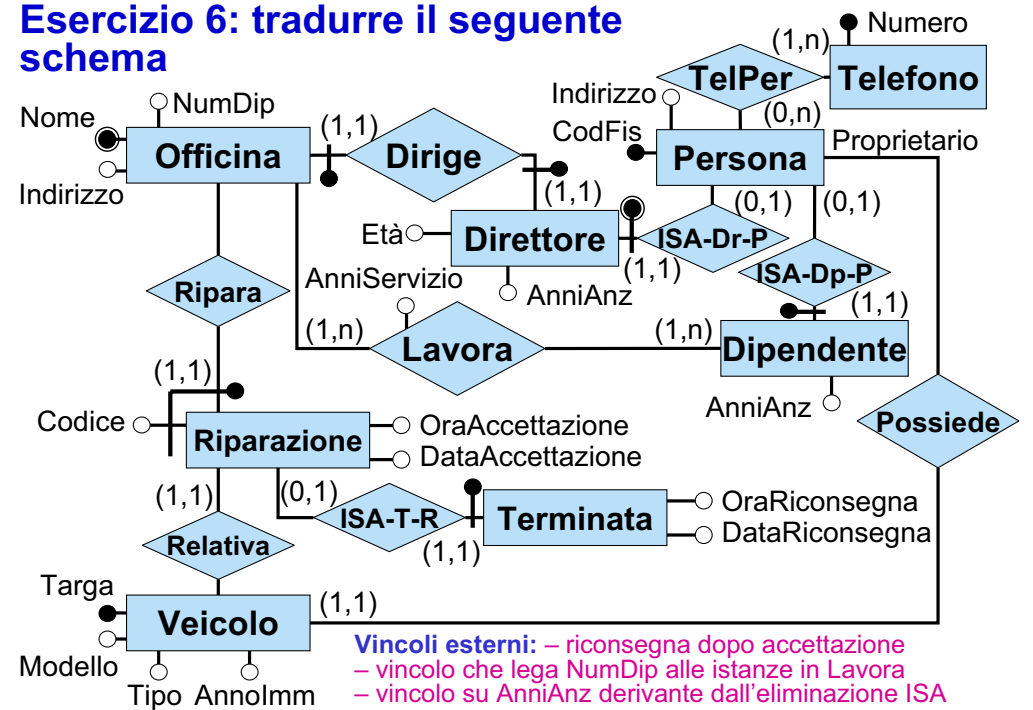 Esercizio 6: tradurre il seguente
schema
Numero
(1,n)
TelPer
Telefono
(0,n)
Indirizzo
CodFis
Persona
Proprietario
Nome
NumDip
Officina
Indirizzo
(1,1)
Dirige
(1,1)
Età
Direttore
AnniAnz
(1,1)
ISA-Dr-P
(0,1)
(0,1)
ISA-Dp-P
(1,1)
Ripara
AnniServizio
(1,n)
Lavora
(1,n)
Dipendente
AnniAnz
Possiede
(1,1)
Codice
Riparazione
OraAccettazione
DataAccettazione
(1,1)
(0,1)
ISA-T-R
(1,1)
Terminata
OraRiconsegna
DataRiconsegna
Relativa
Targa
Veicolo
(1,1)
Modello
Tipo
AnnoImm
Vincoli esterni: – riconsegna dopo accettazione
– vincolo che lega NumDip alle istanze in Lavora
– vincolo su AnniAnz derivante dall'eliminazione ISA